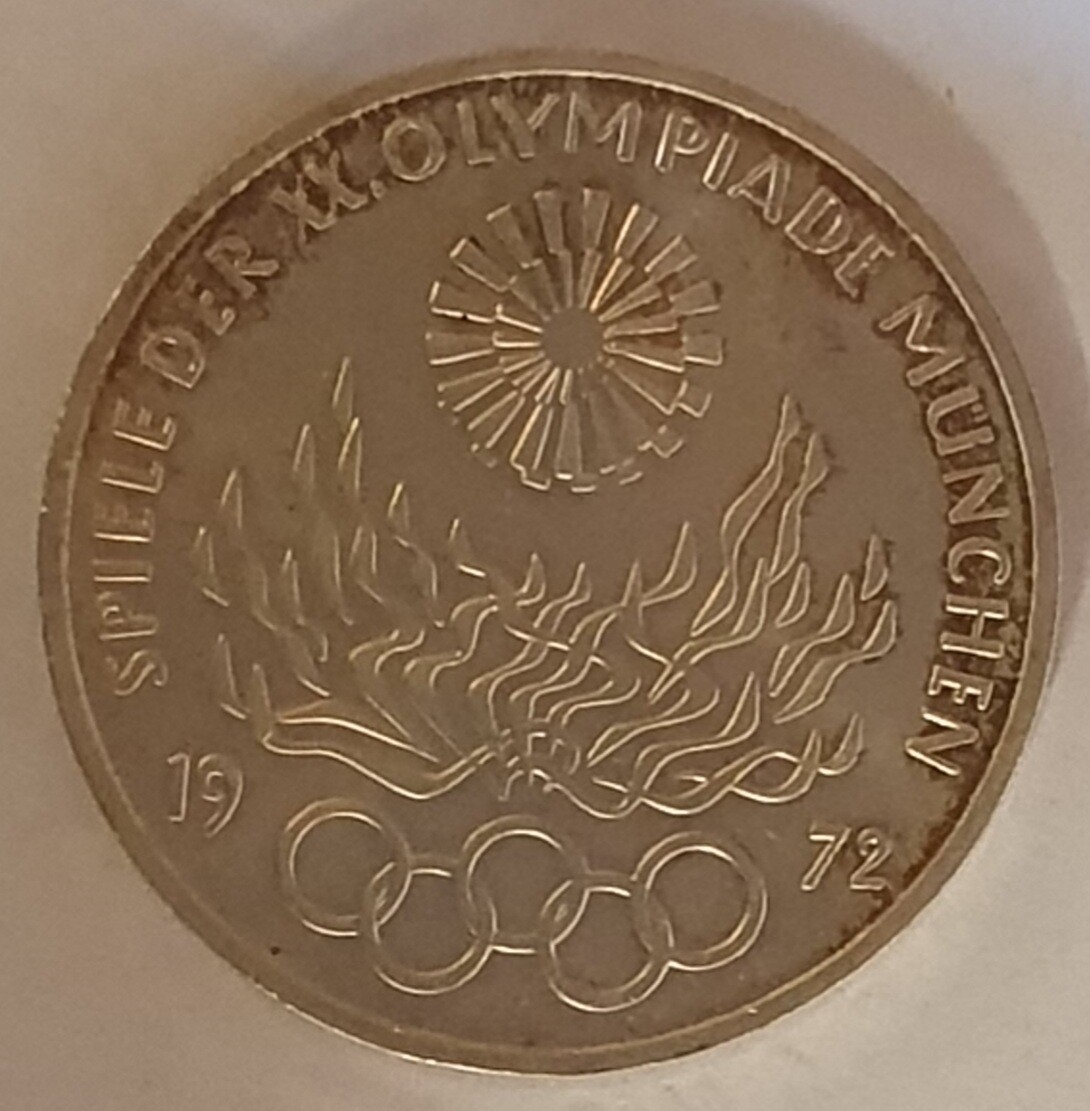 SPIELE DER XX. OLYMPIADE MÜNCHEN
19 72